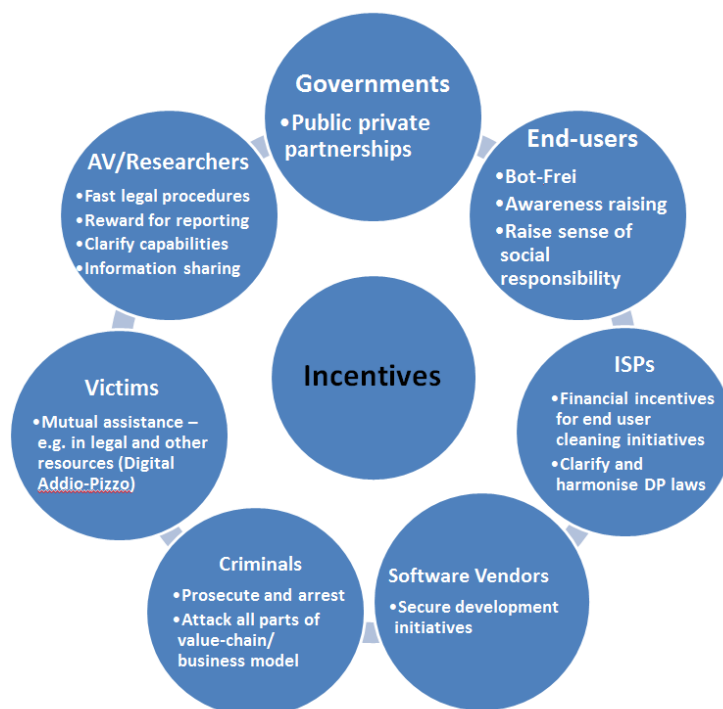 Governments
•Public private
partnerships
End-users
•Bot-Frei
•Awareness raising
•Raise sense of
social
responsibility
ISPs
•Financial incentives
for end user
cleaning initiatives
•Clarify and
harmonise DP laws
Software Vendors
•Secure development
initiatives
Criminals
•Prosecute and arrest
•Attack all parts of
value-chain/
business model
Victims
•Mutual assistance –
e.g. in legal and other
resources (Digital
Addio-Pizzo)
AV/Researchers
•Fast legal procedures
•Reward for reporting
•Clarify capabilities
•Information sharing
Incentives